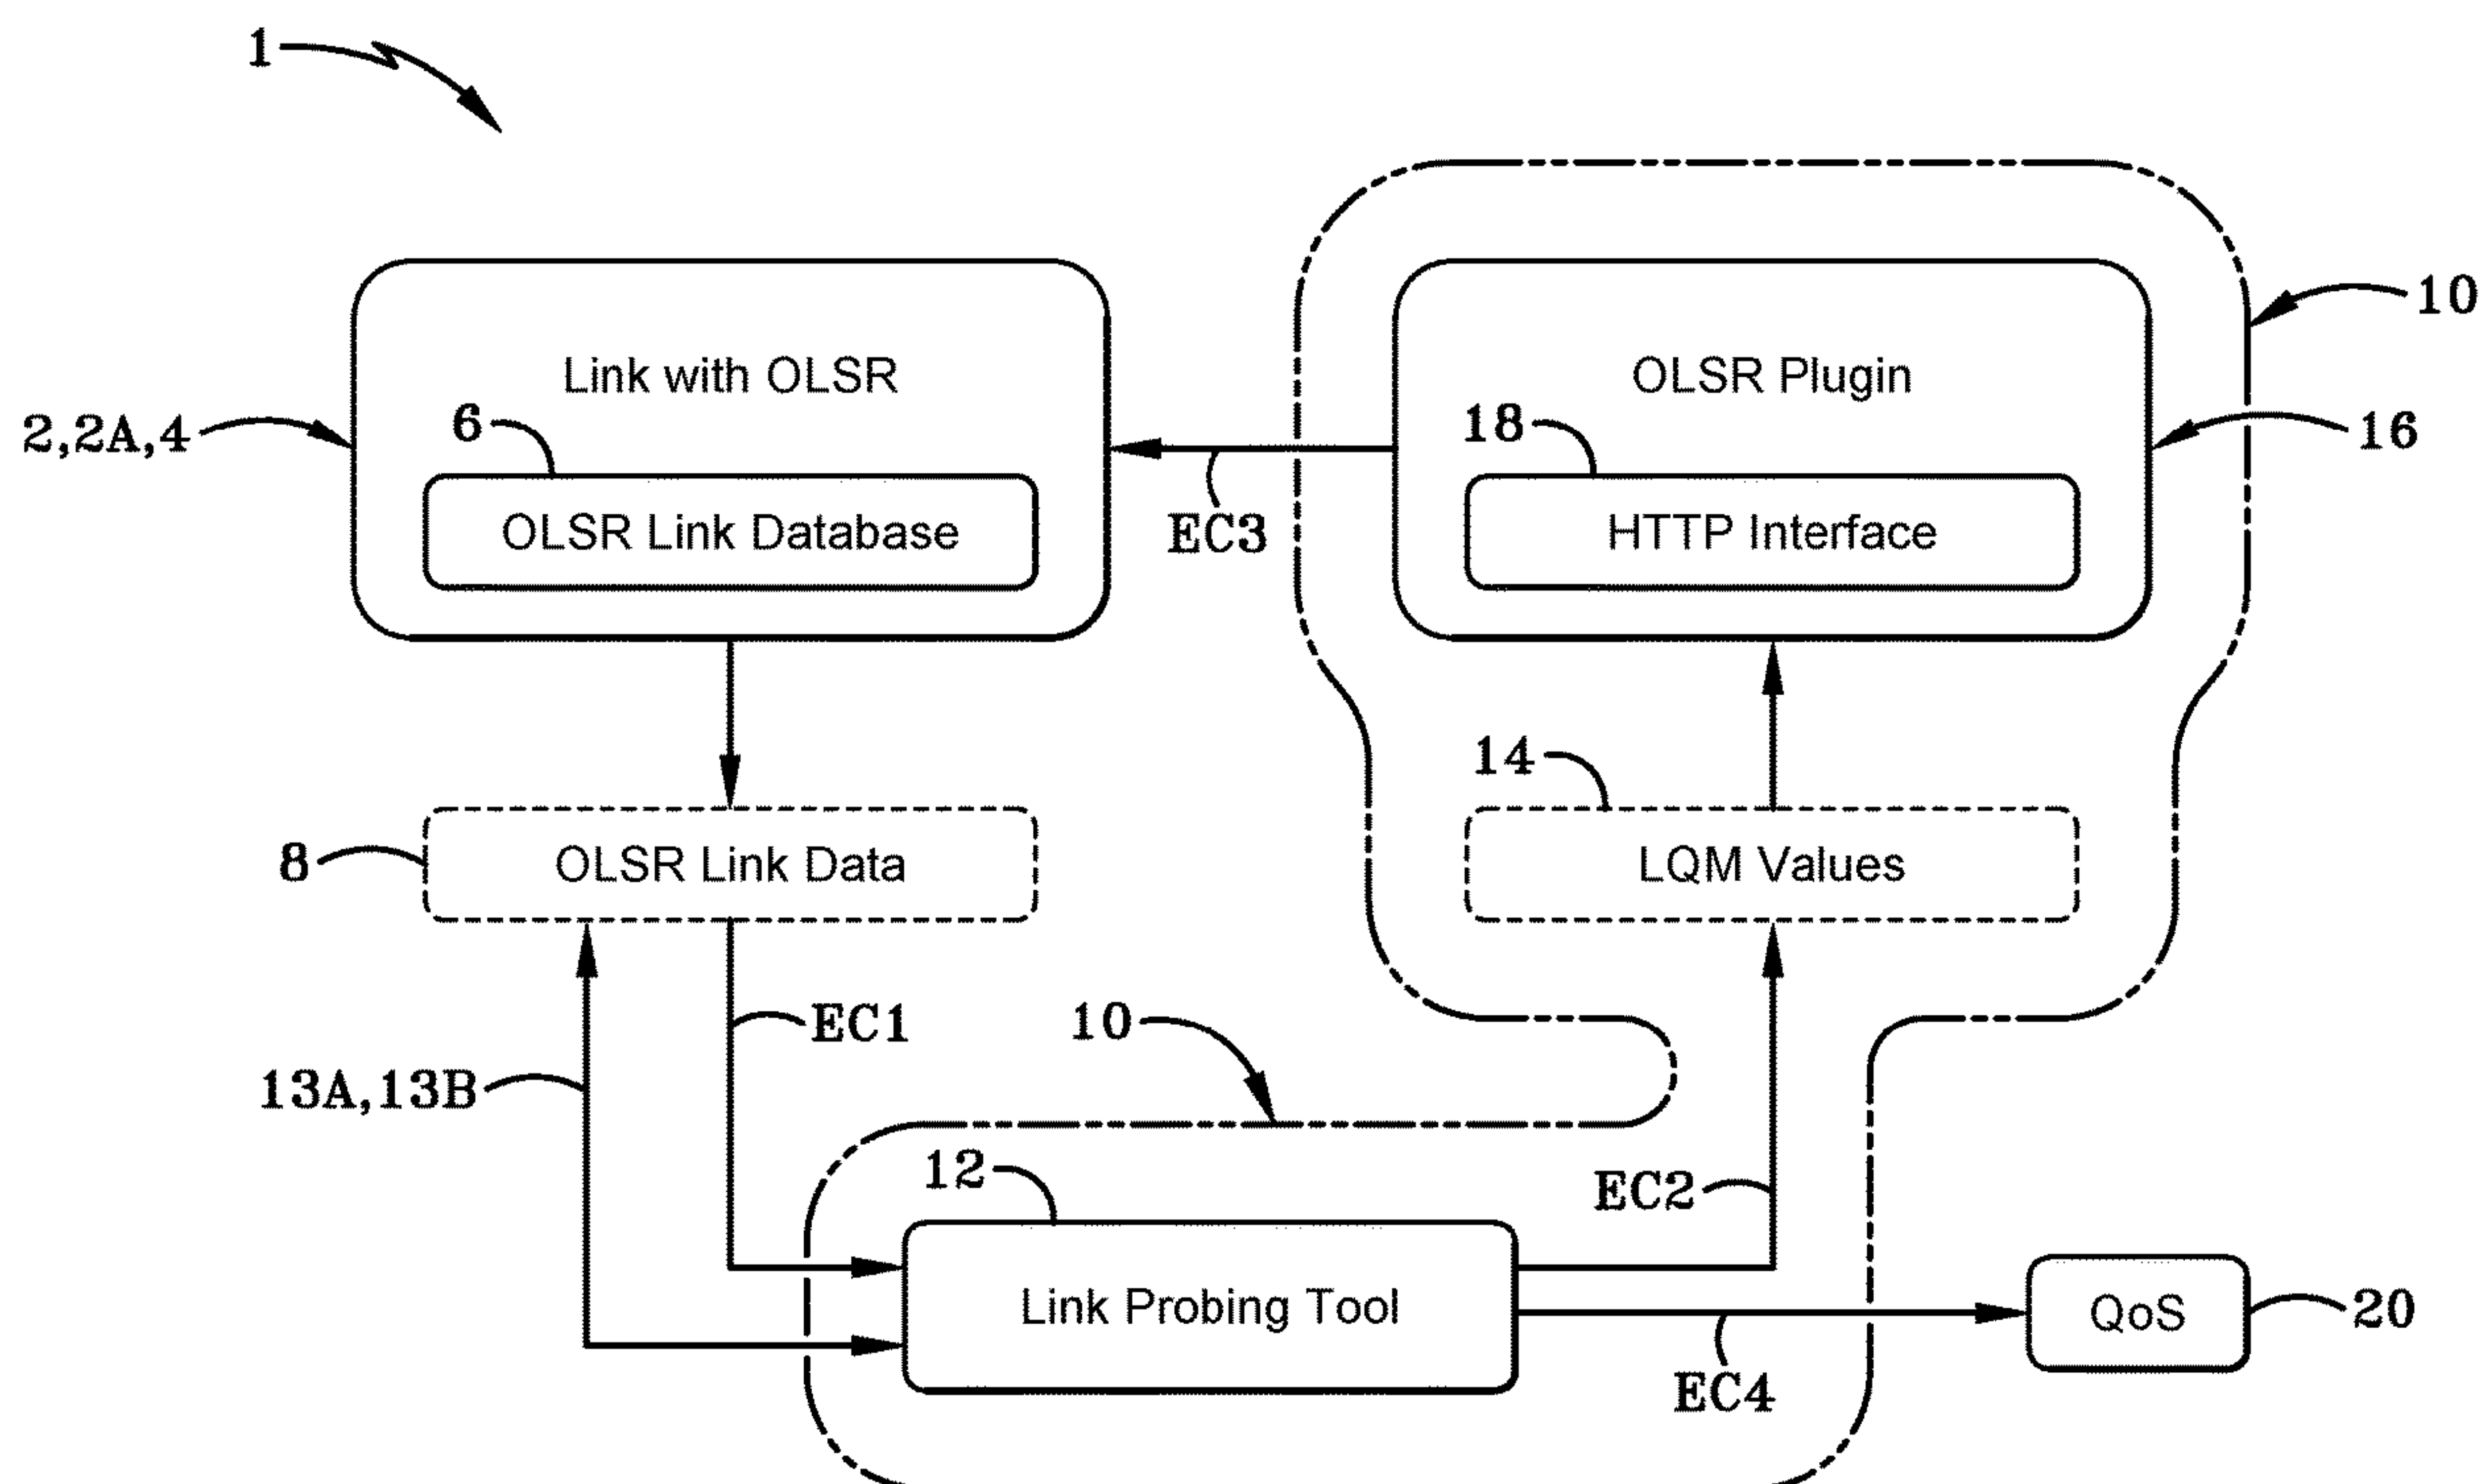 1
10
Link with OLSR
OLSR Plugin
2,2A,4
6
18
16
EC3
OLSR Link Database
HTTP Interface
14
8
OLSR Link Data
LQM Values
EC1
10
13A,13B
12
EC2
Link Probing Tool
QoS
20
EC4